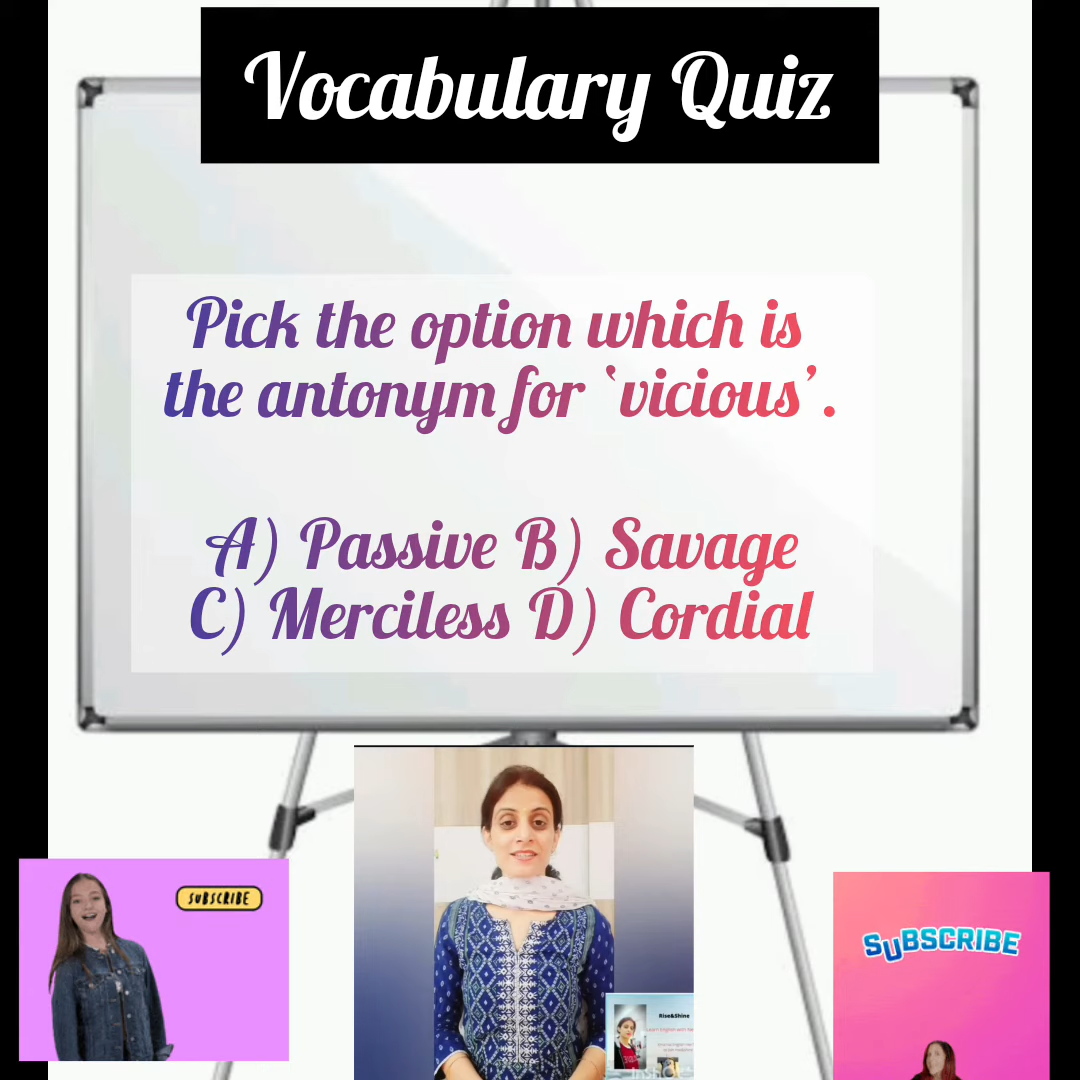 Vocabulary Quiz
Pick the option which is
the antonym for ‘vicious’.
A) Passive B) Savage
C) Merciless D) Cordial
SUBSCRIBE
SUBSCRIBE
Rise&Shine